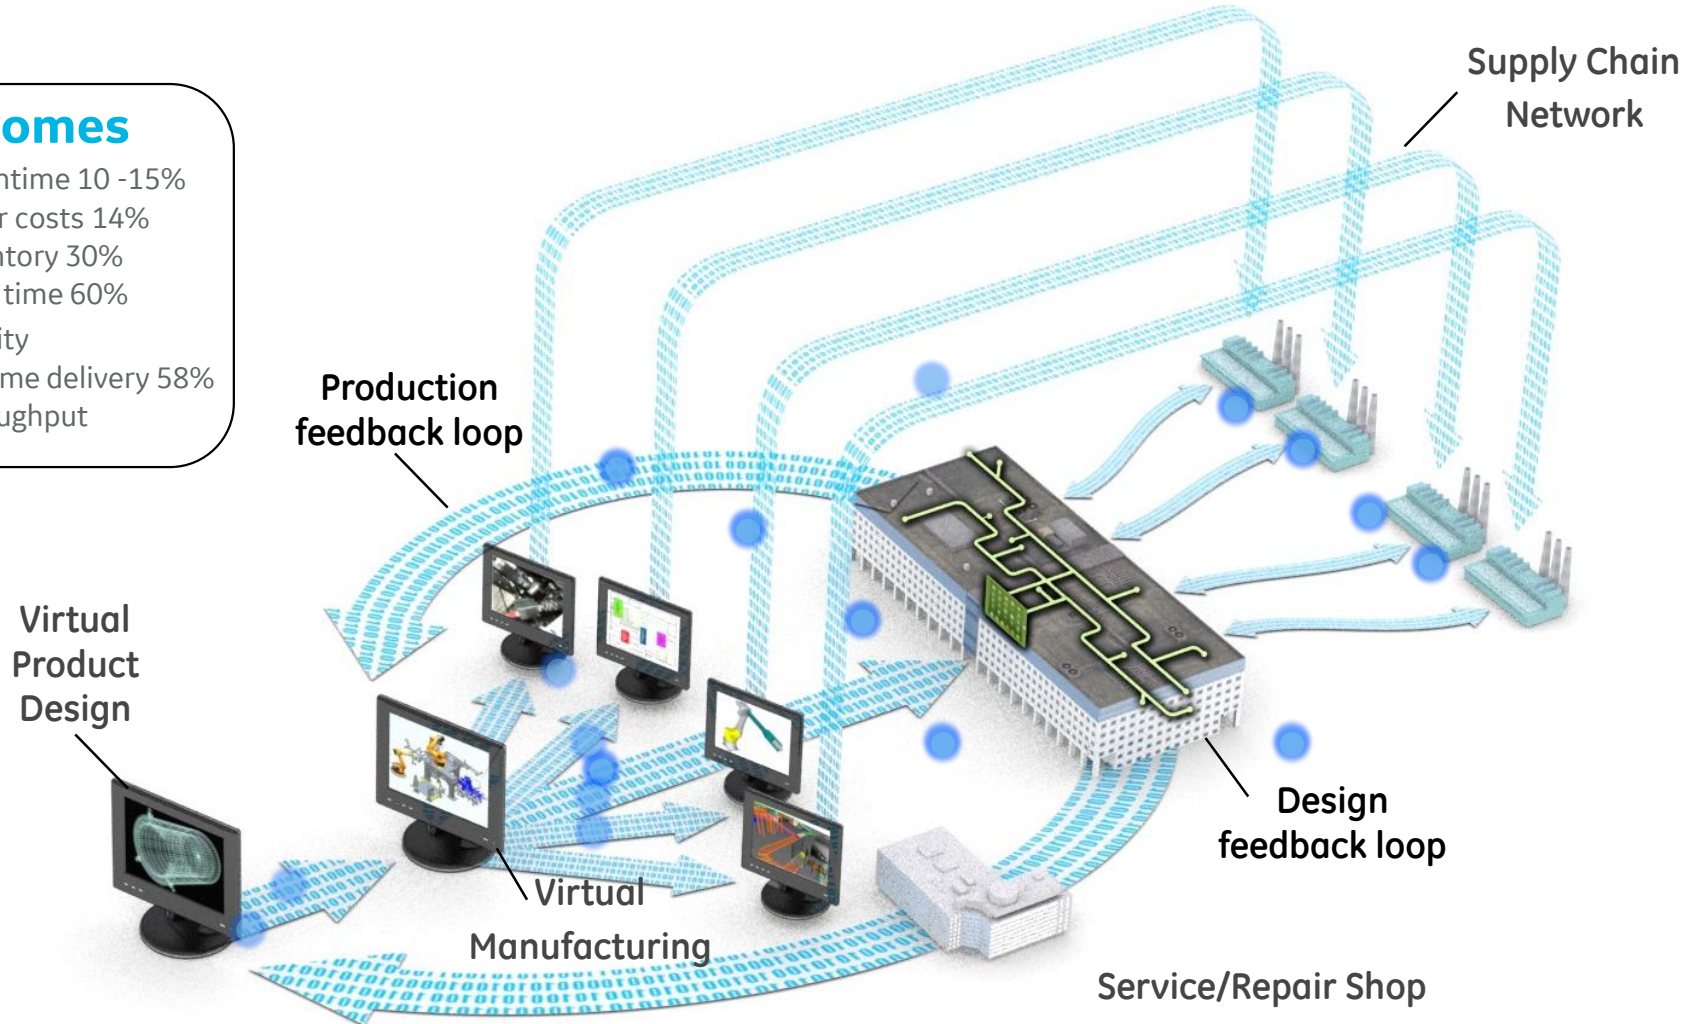 omes
ntime 10 -15%
r costs 14%
ntory 30%
time 60%
ity
me delivery 58%
ughput
Supply Chain
Network
Production
feedback loop
Virtual
Product
Design
Virtual
Manufacturing
Design
feedback loop
Service/Repair Shop